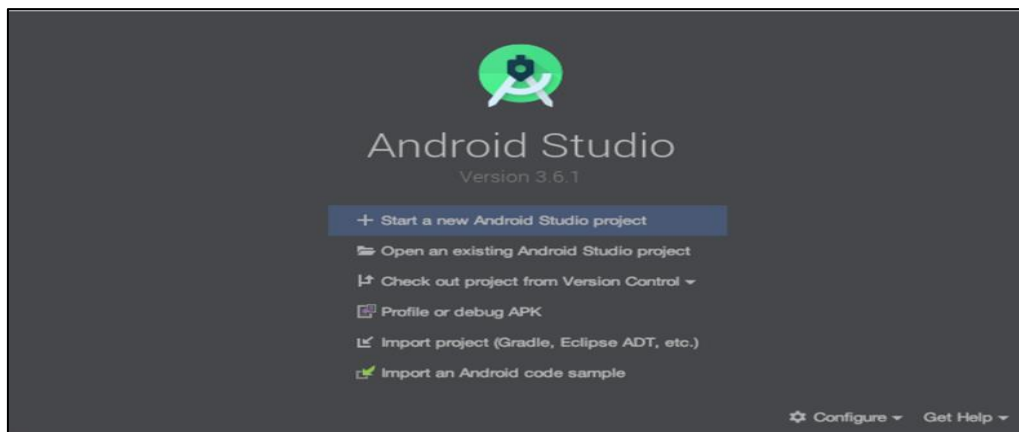 Android Studio
Version 3.6.1
Start a new Android Studio project
Open an existing Android Studio project
Check out project from Version Control
Profile or debug APK
Import project (Gradle, Eclipse ADT, etc.)
Import an Android code sample
Configure Get Help